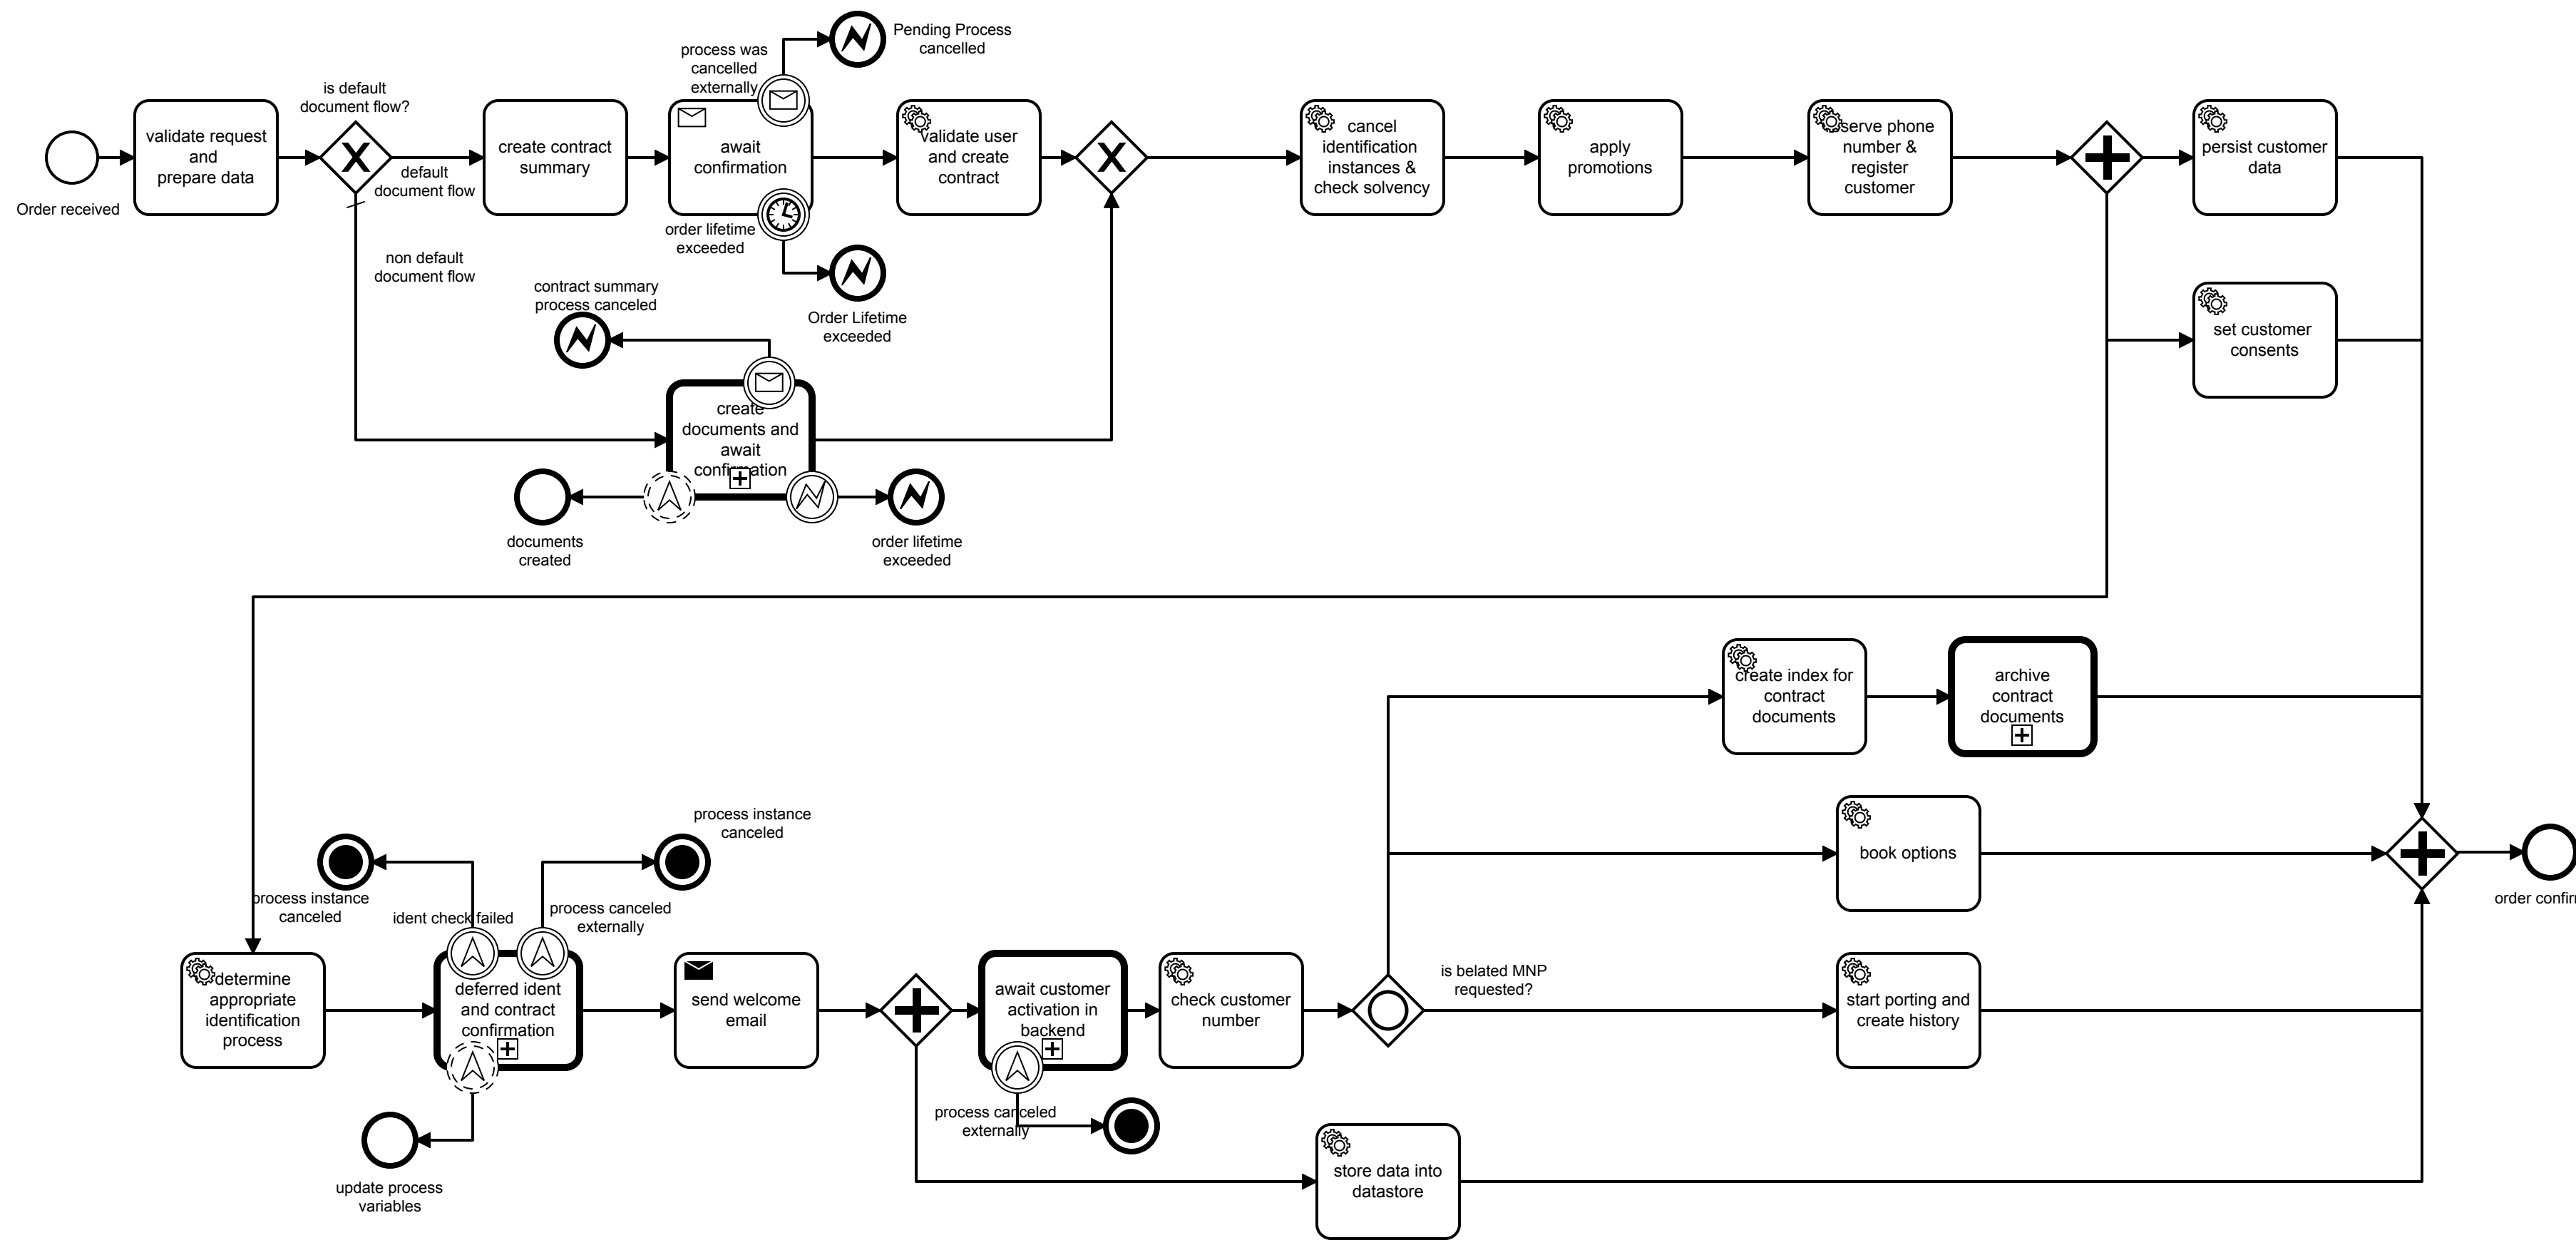 Pending Process
cancelled
process was
cancelled
externally
is default
document flow?
validate request
and
prepare data
create contract
summary
await
confirmation
validate user
and create
contract
cancel
identification
instances &
check solvency
apply
promotions
serve phone
number &
register
customer
persist customer
data
Order received
default
document flow
order lifetime
exceeded
non default
document flow
contract summary
process canceled
Order Lifetime
exceeded
set customer
consents
create
documents and
await
confirmation
documents
created
order lifetime
exceeded
create index for
contract
documents
archive
contract
documents
process instance
canceled
book options
process instance
canceled
ident check failed
process canceled
externally
order confir
determine
appropriate
identification
process
deferred ident
and contract
confirmation
send welcome
email
await customer
activation in
backend
check customer
number
is belated MNP
requested?
start porting and
create history
process canceled
externally
store data into
datastore
update process
variables